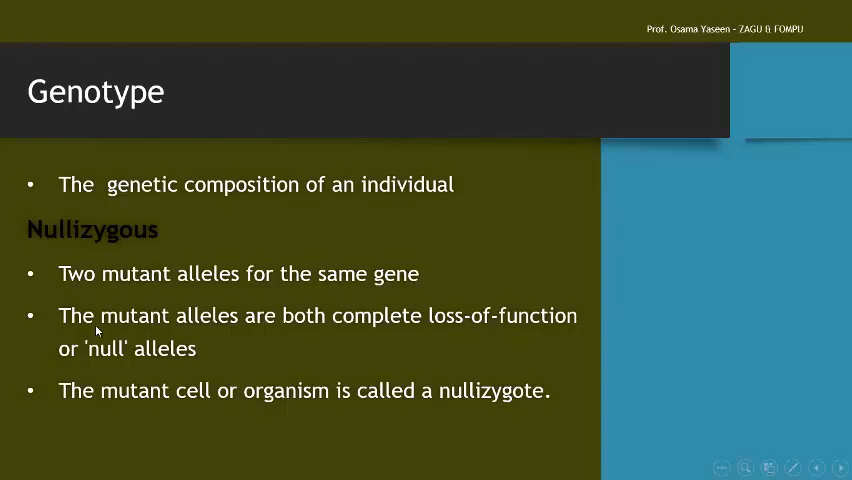 Prof. Osama Yaseen - ZAGU & FOMPU
Genotype
• The genetic composition of an individual
Nullizygous
• Two mutant alleles for the same gene
• The mutant alleles are both complete loss-of-function
or 'null' alleles
• The mutant cell or organism is called a nullizygote.